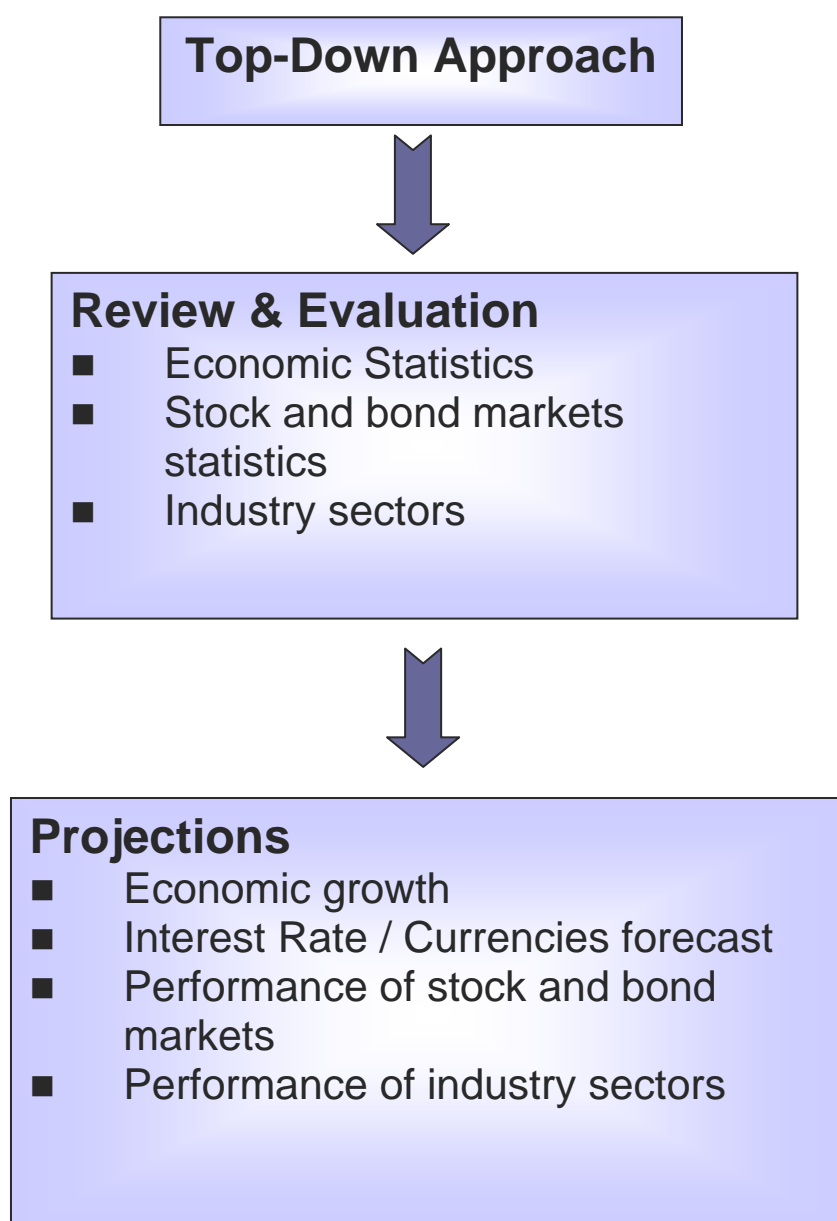 Top-Down Approach
Review & Evaluation
■ Economic Statistics
■ Stock and bond markets
statistics
■ Industry sectors
Projections
■ Economic growth
■ Interest Rate / Currencies forecast
■ Performance of stock and bond
markets
■ Performance of industry sectors